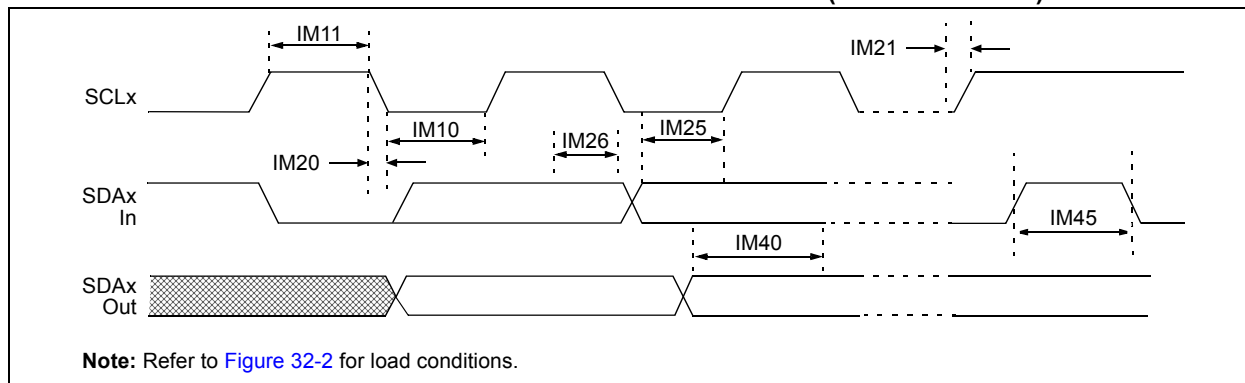 IM11
IM21
SCLx
IM10
IM26
IM25
IM20
SDAx
In
IM45
IM40
SDAx
Out
Note: Refer to Figure 32-2 for load conditions.